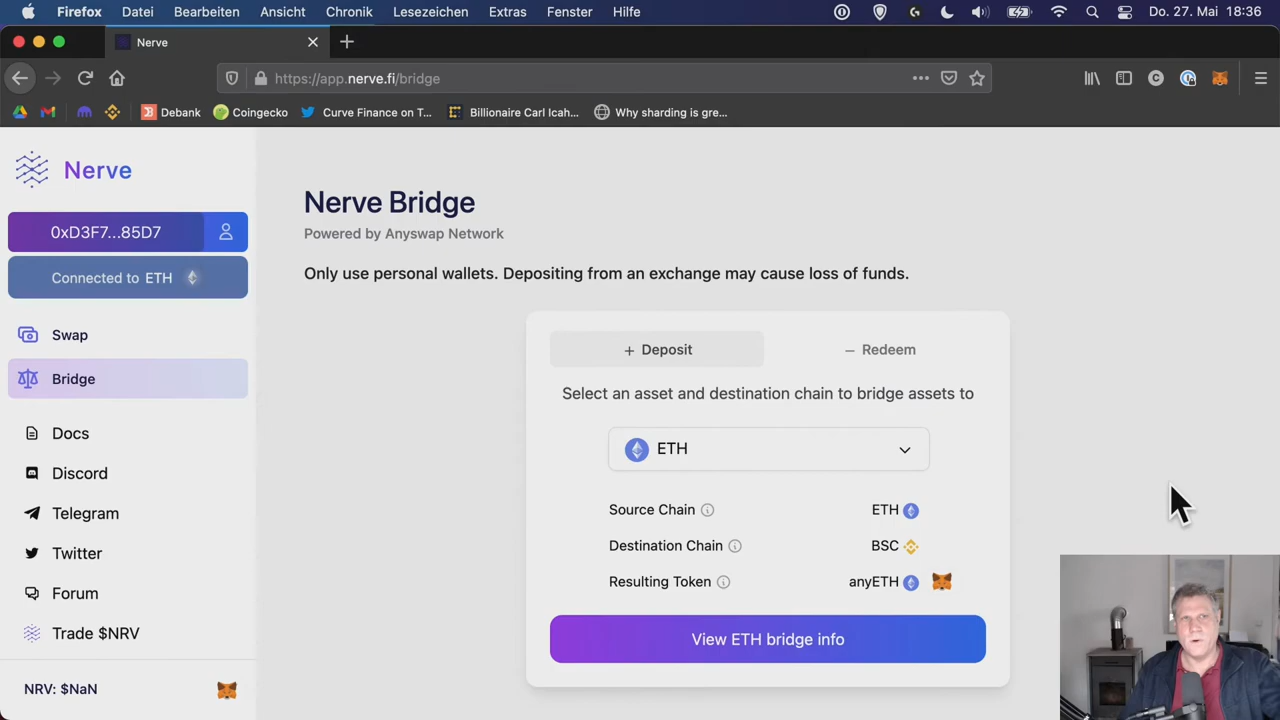 Firefox Datei Bearbeiten Ansicht Chronik Lesezeichen Extras Fenster Hilfe Do. 27. Mai 18:36
Nerve
https://app.nerve.fi/bridge
Debank Coingecko Curve Finance on T... Billionaire Carl Icah... Why sharding is gre...
Nerve
0xD3F7...85D7
Connected to ETH
Swap
Bridge
Docs
Discord
Telegram
Twitter
Forum
Trade $NRV
NRV: $NaN
Nerve Bridge
Powered by Anyswap Network
Only use personal wallets. Depositing from an exchange may cause loss of funds.
+ Deposit
− Redeem
Select an asset and destination chain to bridge assets to
ETH
Source Chain ETH
Destination Chain BSC
Resulting Token anyETH
View ETH bridge info